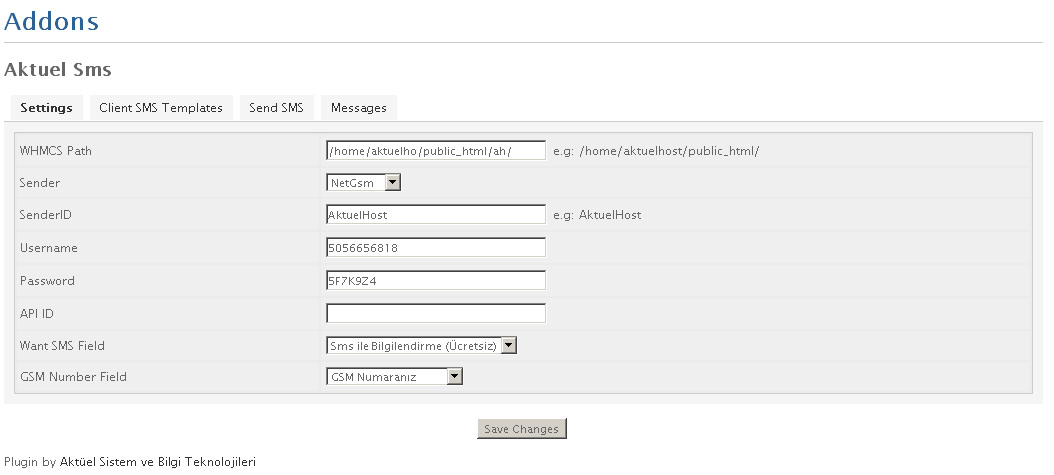 Addons
Aktuel Sms
Settings Client SMS Templates Send SMS Messages
WHMCS Path /home/aktuelho/public_html/ah/ e.g: /home/aktuelhost/public_html/
Sender NetGsm
SenderID AktuelHost e.g: AktuelHost
Username 5056656818
Password 5F7K9Z4
API ID
Want SMS Field Sms ile Bilgilendirme (Ücretsiz)
GSM Number Field GSM Numaranız
Save Changes
Plugin by Aktüel Sistem ve Bilgi Teknolojileri